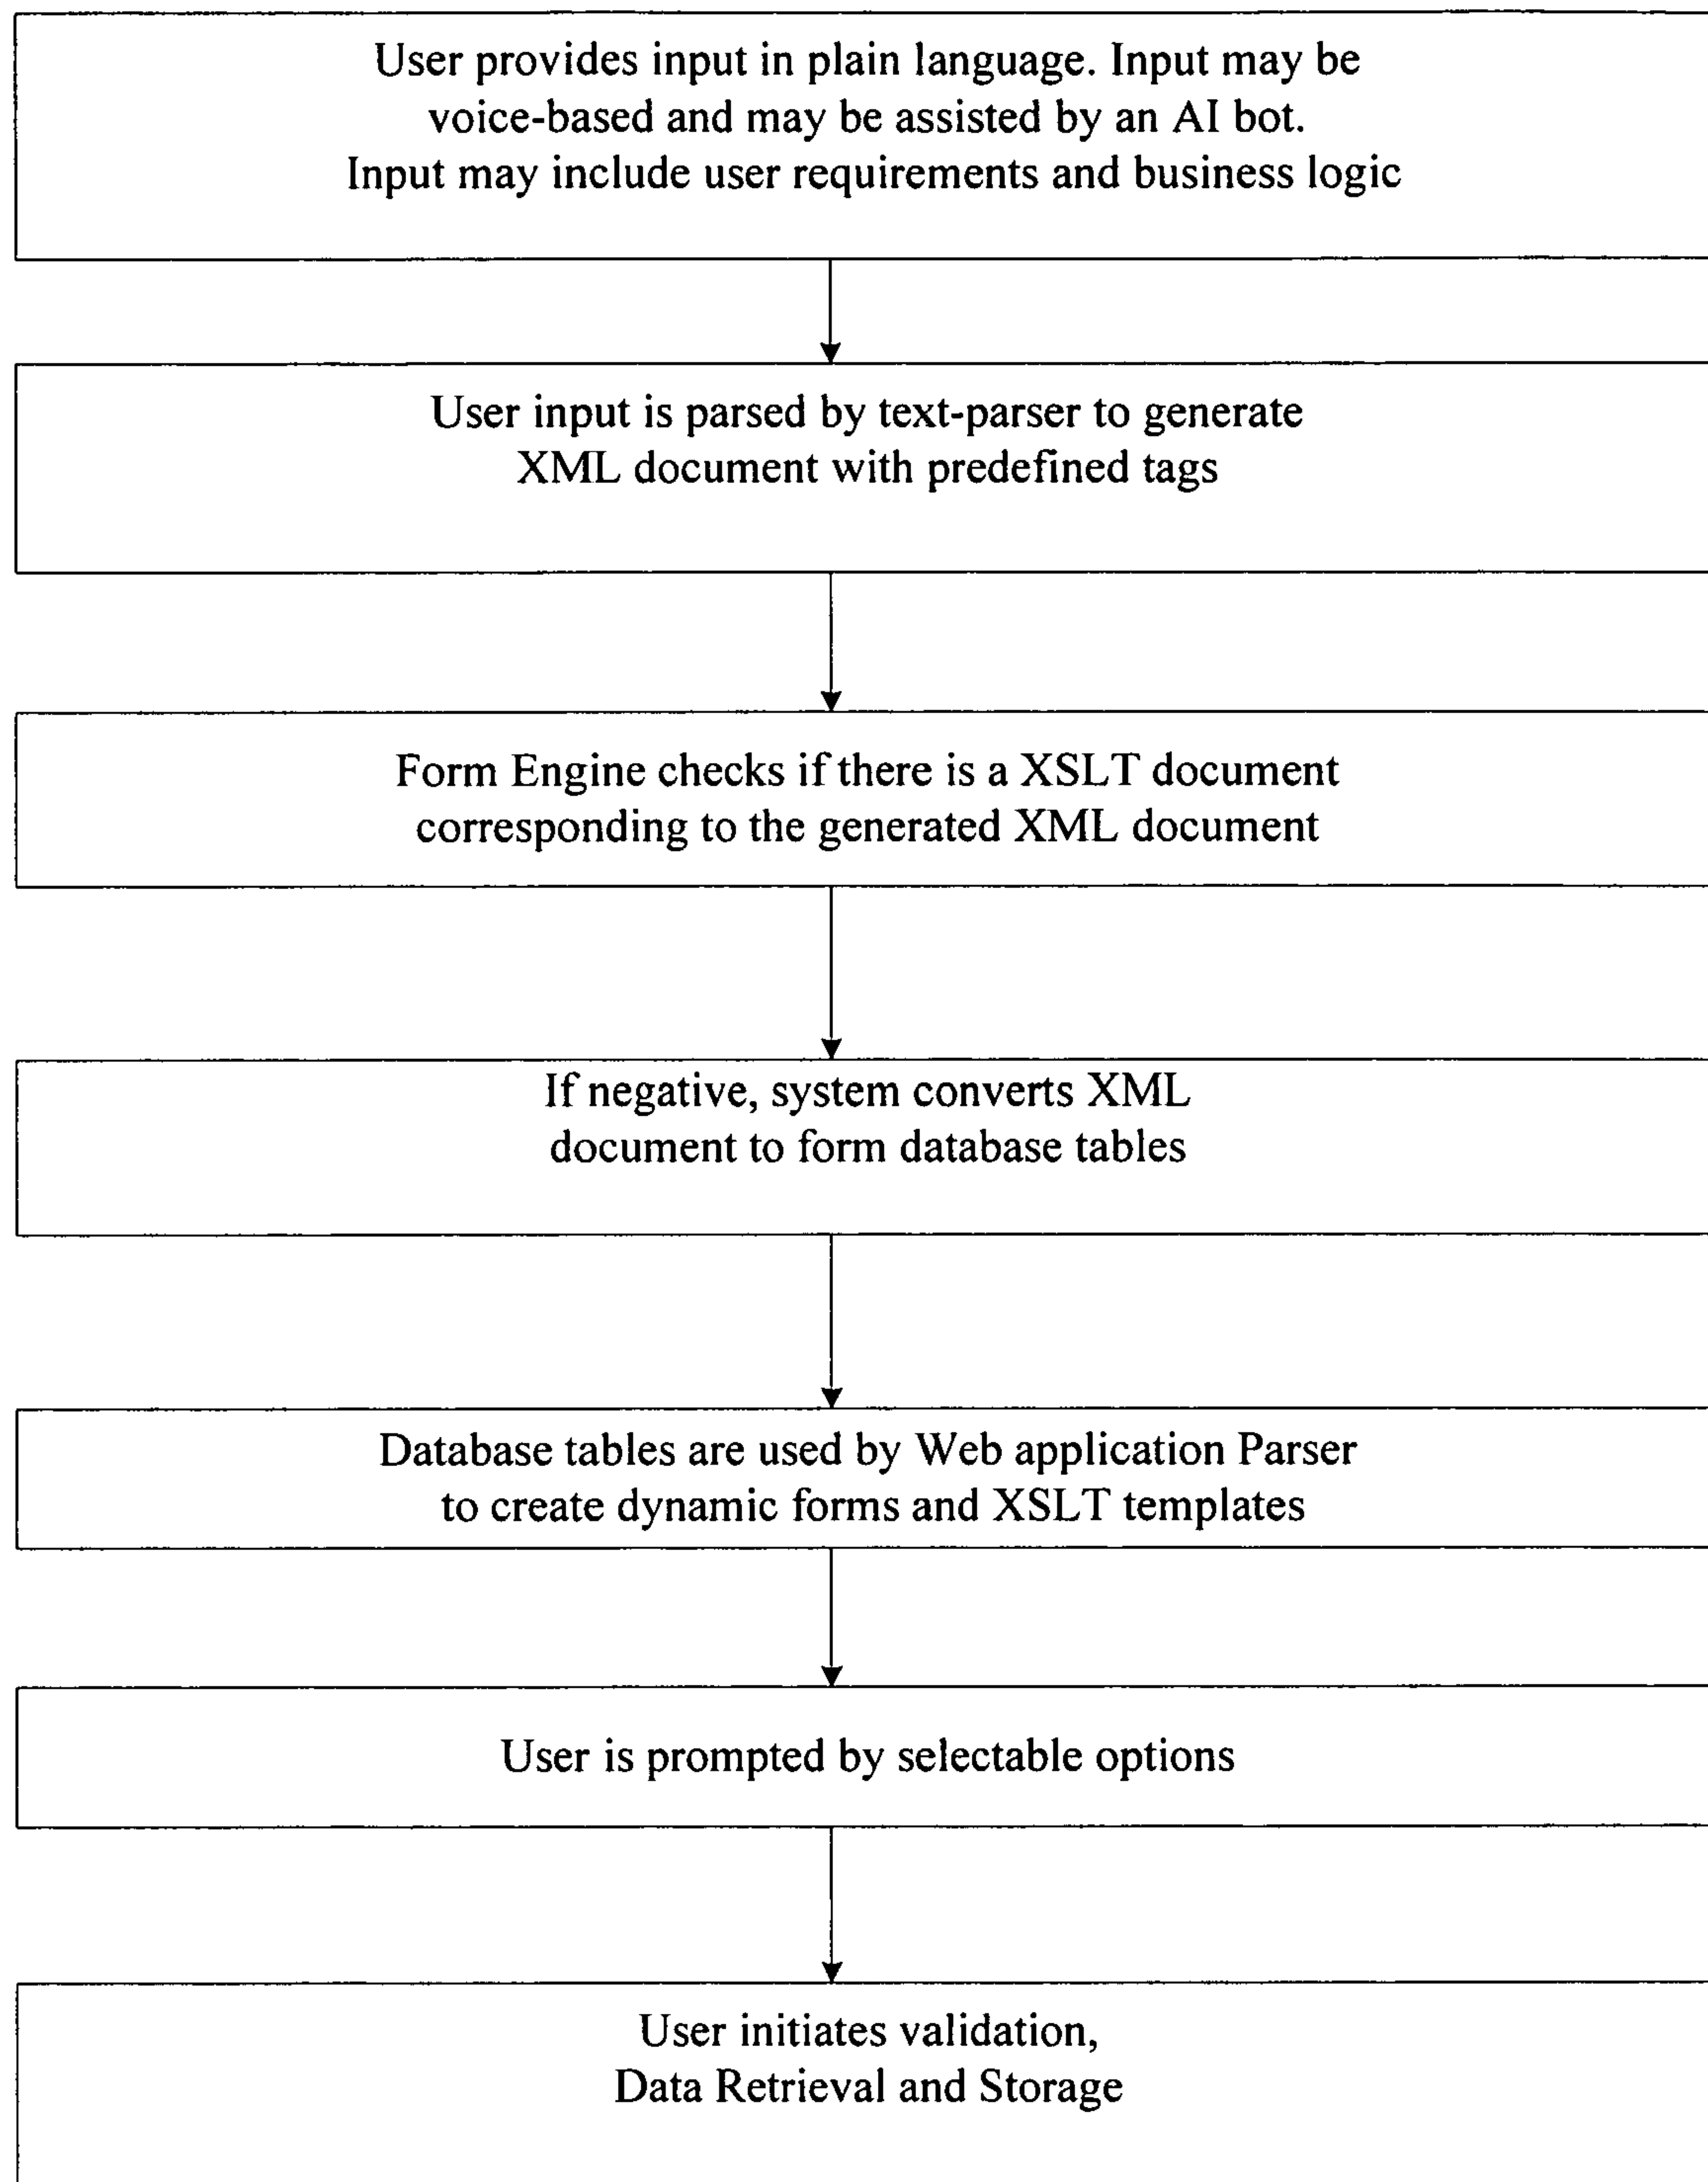 User provides input in plain language. Input may be
voice-based and may be assisted by an AI bot.
Input may include user requirements and business logic
User input is parsed by text-parser to generate
XML document with predefined tags
Form Engine checks if there is a XSLT document
corresponding to the generated XML document
If negative, system converts XML
document to form database tables
Database tables are used by Web application Parser
to create dynamic forms and XSLT templates
User is prompted by selectable options
User initiates validation,
Data Retrieval and Storage